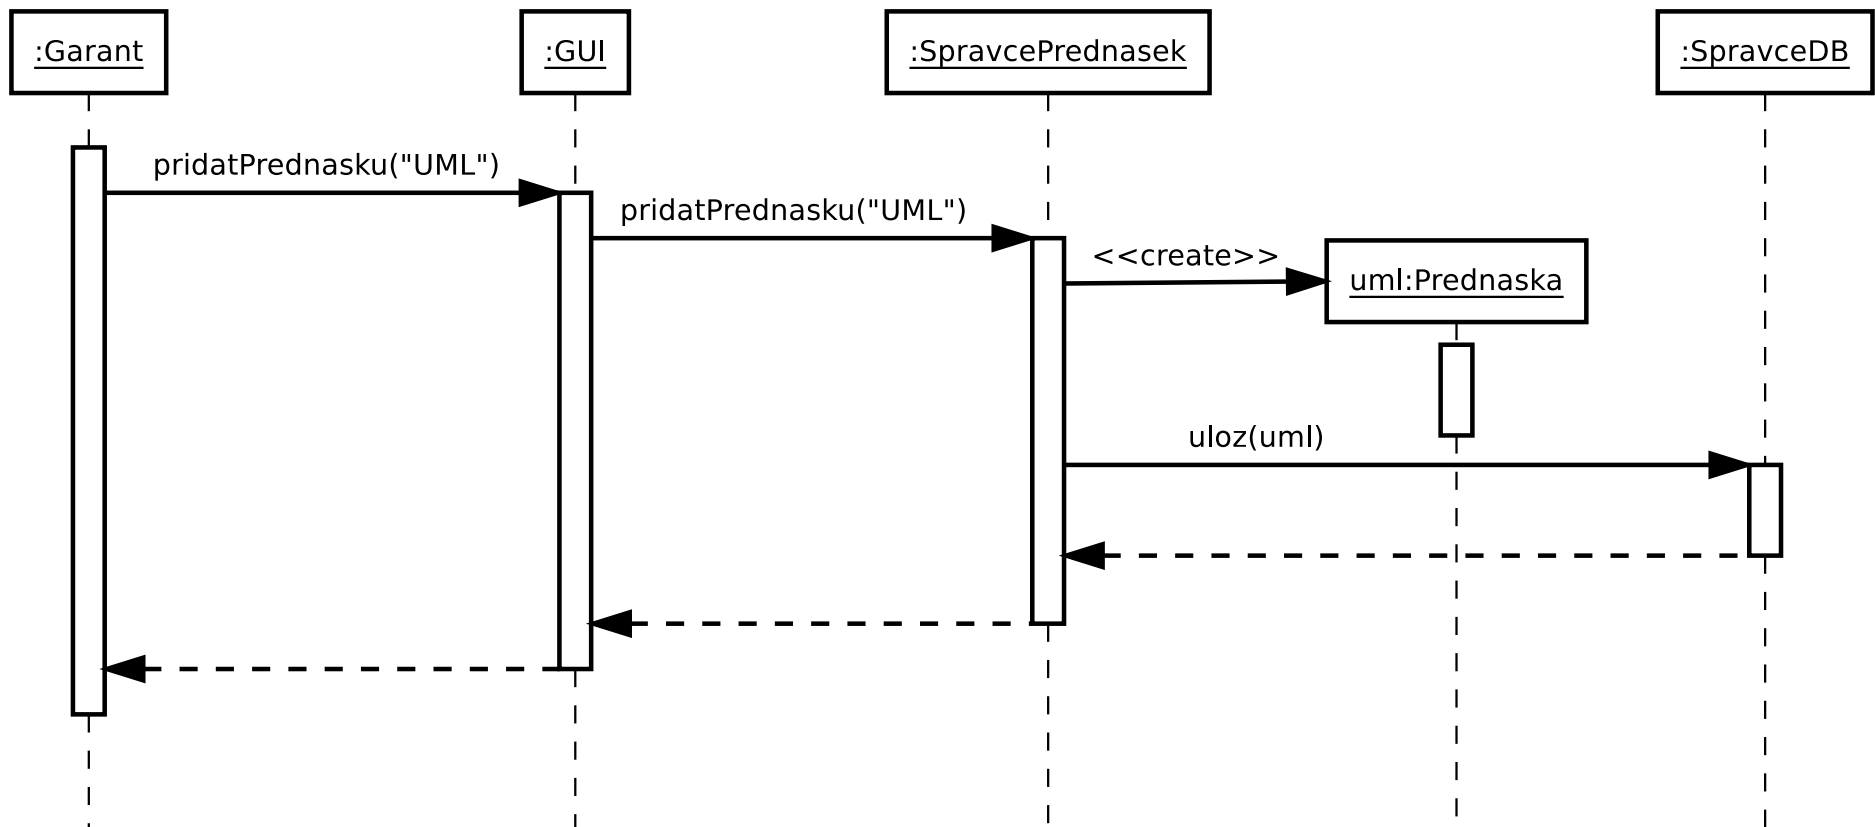 :Garant
:GUI
:SpravcePrednasek
:SpravceDB
pridatPrednasku("UML")
pridatPrednasku("UML")
<<create>>
uml:Prednaska
uloz(uml)